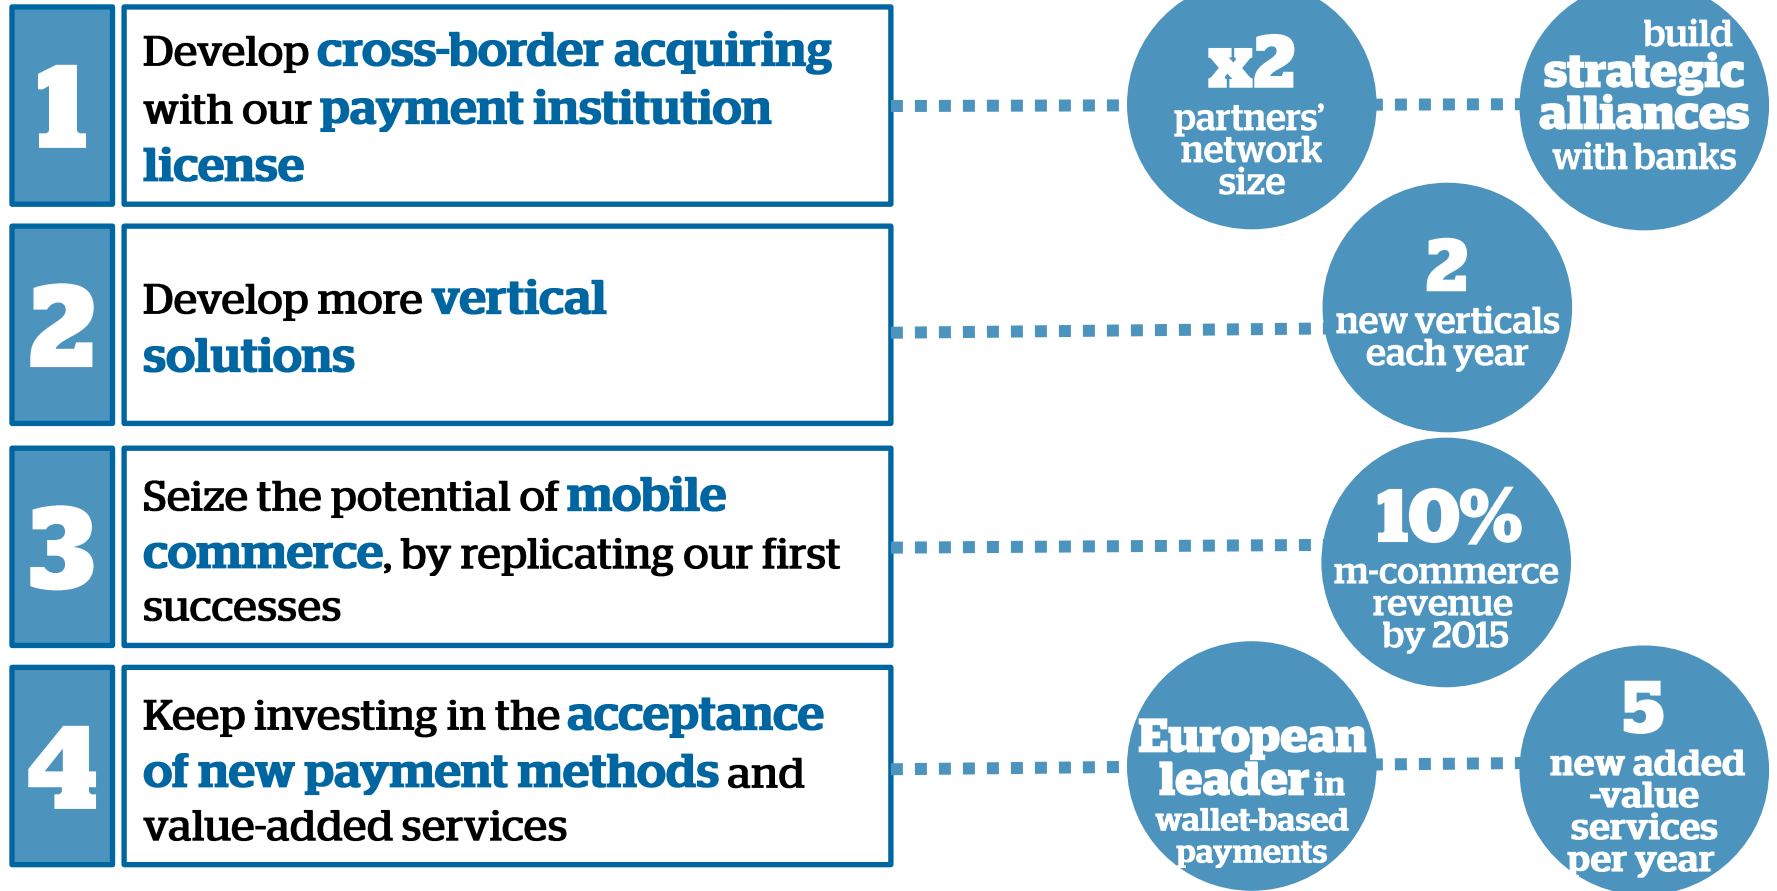 1
Develop cross-border acquiring
with our payment institution
license
x2
partners’
network
size
build
strategic
alliances
with banks
2
Develop more vertical
solutions
2
new verticals
each year
3
Seize the potential of mobile
commerce, by replicating our first
successes
10%
m-commerce
revenue
by 2015
4
Keep investing in the acceptance
of new payment methods and
value-added services
European
leader in
wallet-based
payments
5
new added
-value
services
per year